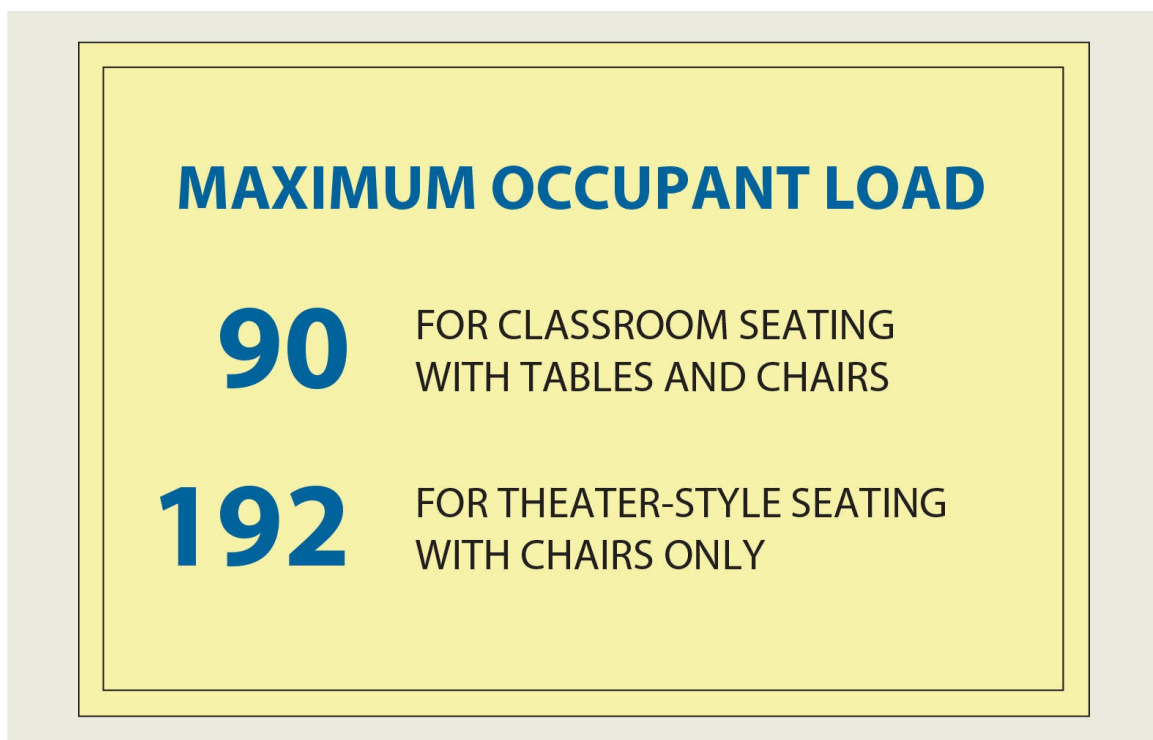 MAXIMUM OCCUPANT LOAD
90 FOR CLASSROOM SEATING
WITH TABLES AND CHAIRS
192 FOR THEATER-STYLE SEATING
WITH CHAIRS ONLY